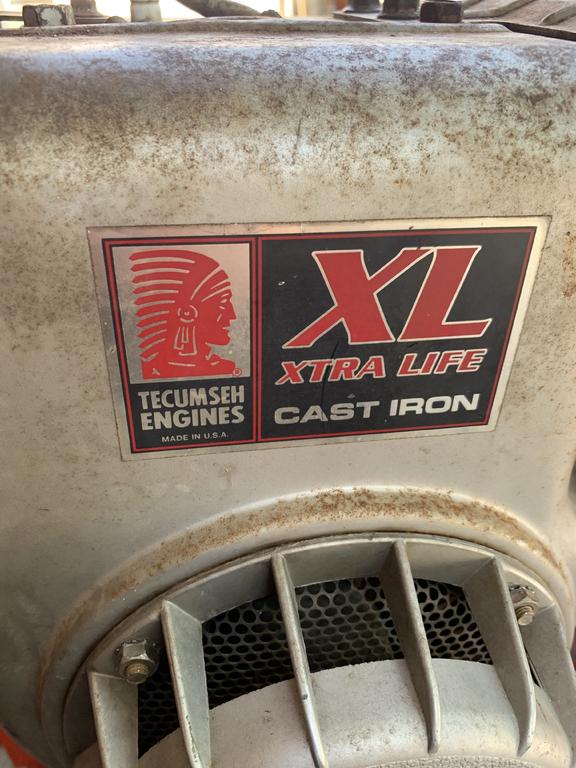 TECUMSEH
ENGINES
MADE IN U.S.A.
XL
XTRA LIFE
CAST IRON